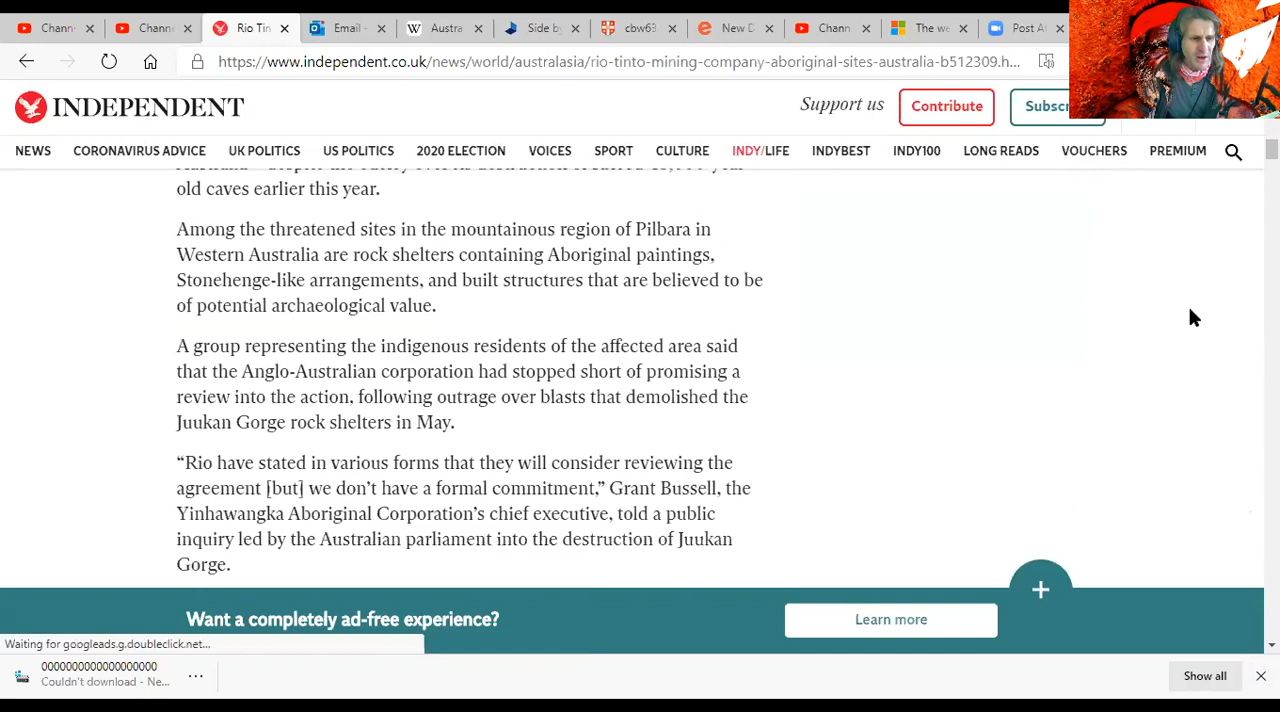 Chann
Chann
Rio Tin
Email -
Austra
Side by
cbw63
New D
Chann
The we
Post A
https://www.independent.co.uk/news/world/australasia/rio-tinto-mining-company-aboriginal-sites-australia-b512309.h...
INDEPENDENT
Support us
Contribute
Subsc
NEWS
CORONAVIRUS ADVICE
UK POLITICS
US POLITICS
2020 ELECTION
VOICES
SPORT
CULTURE
INDY/LIFE
INDYBEST
INDY100
LONG READS
VOUCHERS
PREMIUM
old caves earlier this year.
Among the threatened sites in the mountainous region of Pilbara in
Western Australia are rock shelters containing Aboriginal paintings,
Stonehenge-like arrangements, and built structures that are believed to be
of potential archaeological value.
A group representing the indigenous residents of the affected area said
that the Anglo-Australian corporation had stopped short of promising a
review into the action, following outrage over blasts that demolished the
Juukan Gorge rock shelters in May.
“Rio have stated in various forms that they will consider reviewing the
agreement [but] we don’t have a formal commitment,” Grant Bussell, the
Yinhawangka Aboriginal Corporation’s chief executive, told a public
inquiry led by the Australian parliament into the destruction of Juukan
Gorge.
Want a completely ad-free experience?
Learn more
Waiting for googleads.g.doubleclick.net...
0000000000000000000
Couldn't download - Ne...
Show all